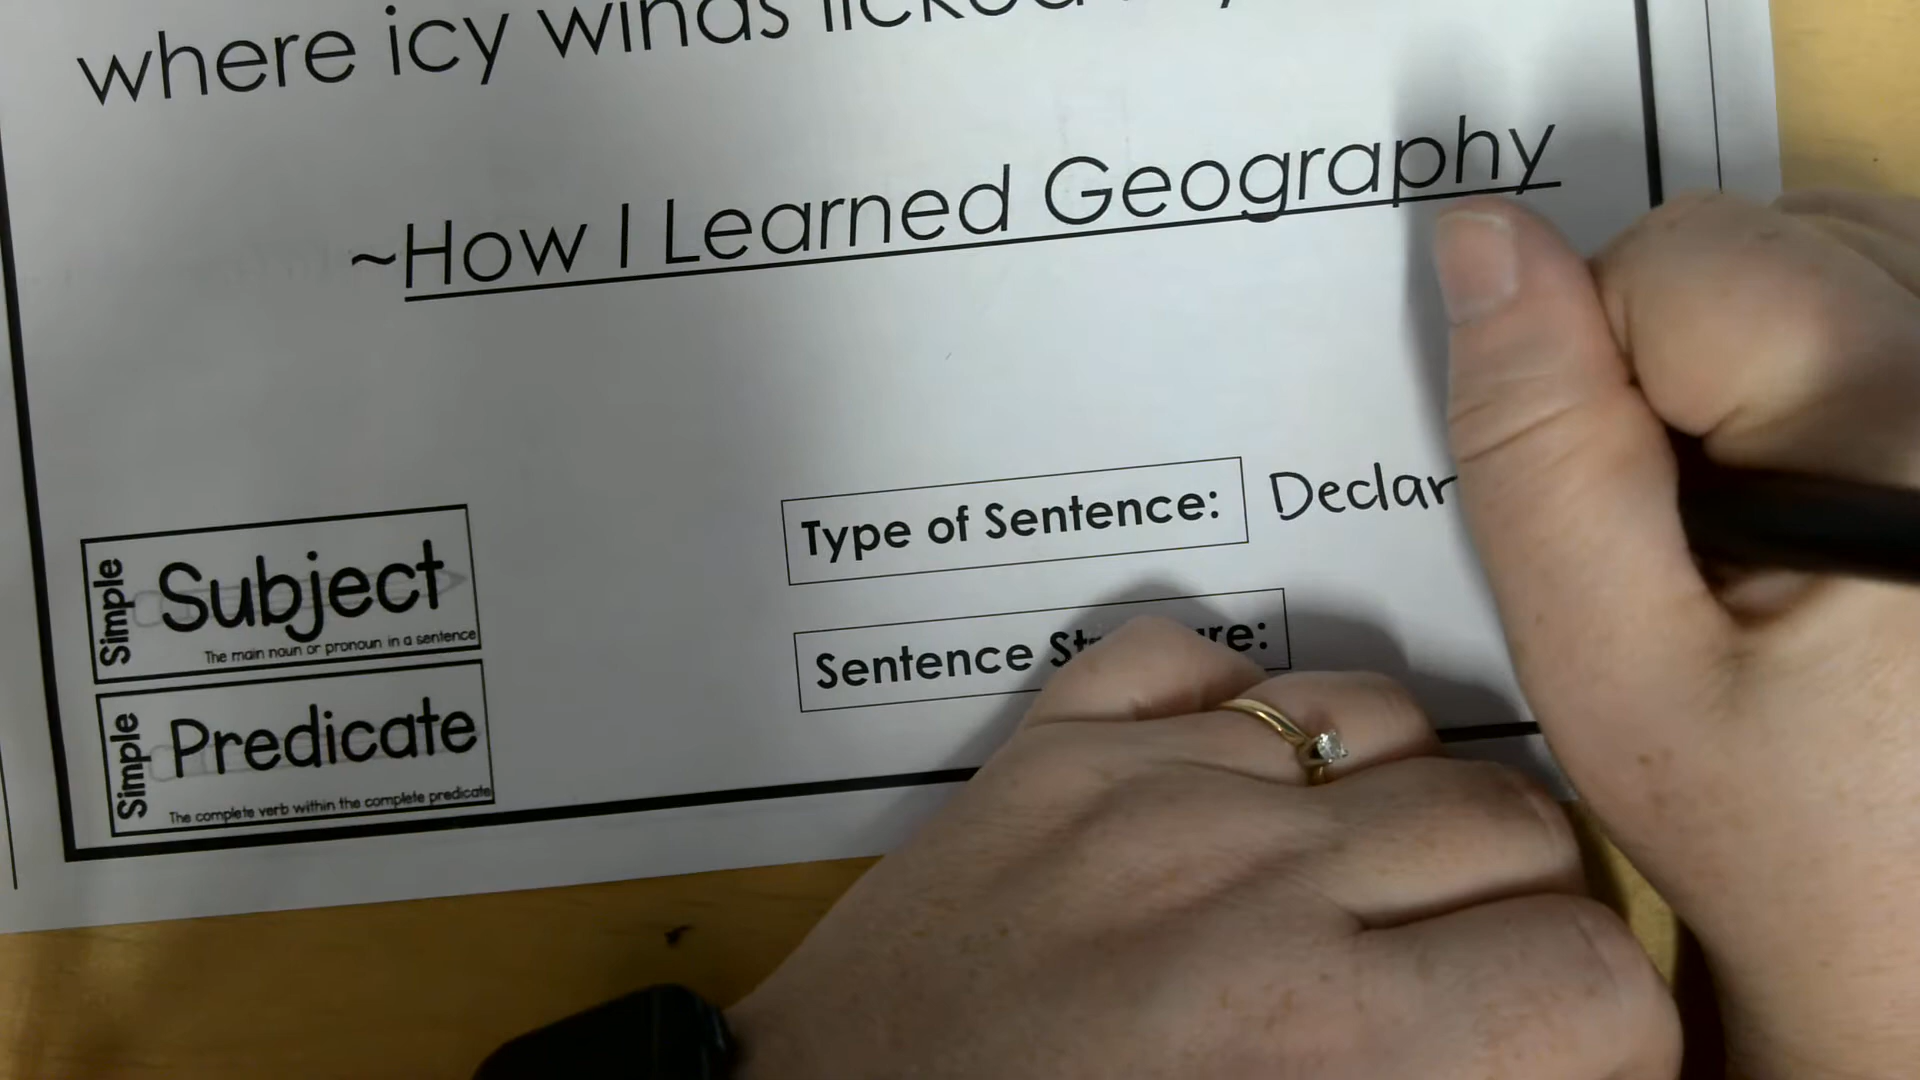 where icy winds licked
~How I Learned Geography
Type of Sentence: Declar
Simple Subject
The main noun or pronoun in a sentence
Sentence
Simple Predicate
The complete verb within the complete predicate